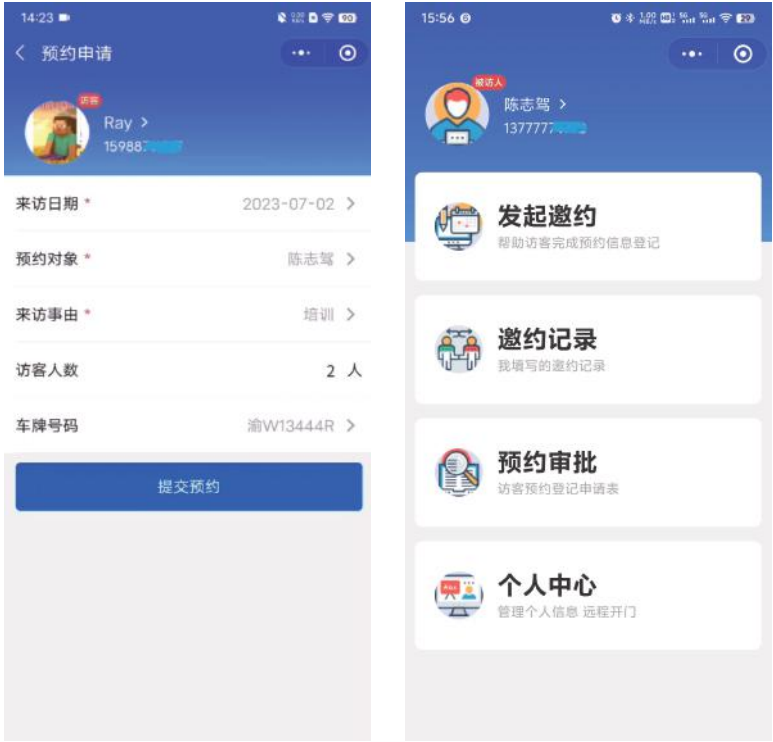 14:23
90
预约申请
访客
Ray
15988
来访日期 *
2023-07-02
预约对象 *
陈志驾
来访事由 *
培训
访客人数
2 人
车牌号码
渝W13444R
提交预约
15:56
1.00
5G
5G
29
被访人
陈志驾
137777
发起邀约
帮助访客完成预约信息登记
邀约记录
我填写的邀约记录
预约审批
访客预约登记申请表
个人中心
管理个人信息 远程开门